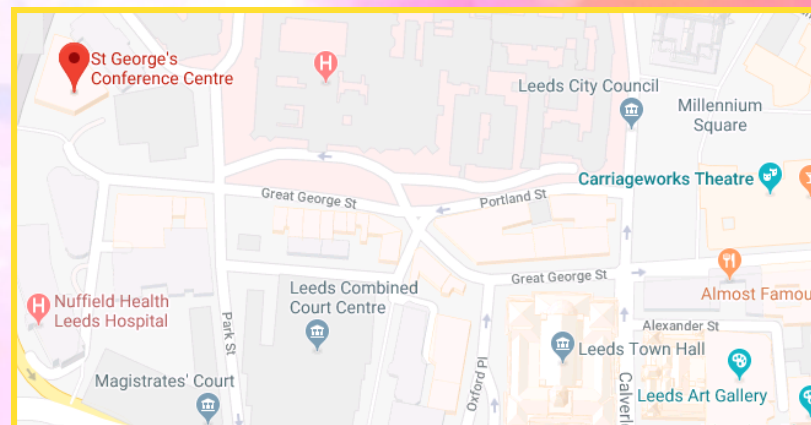 St George's
Conference Centre
H
Leeds City Council
Millennium
Square
Carriageworks Theatre
Great George St
Portland St
Great George St
Leeds Combined
Court Centre
Nuffield Health
Leeds Hospital
H
Almost Famou
Park St
Alexander St
Leeds Town Hall
Magistrates' Court
Oxford Pl
Calverl
Leeds Art Gallery